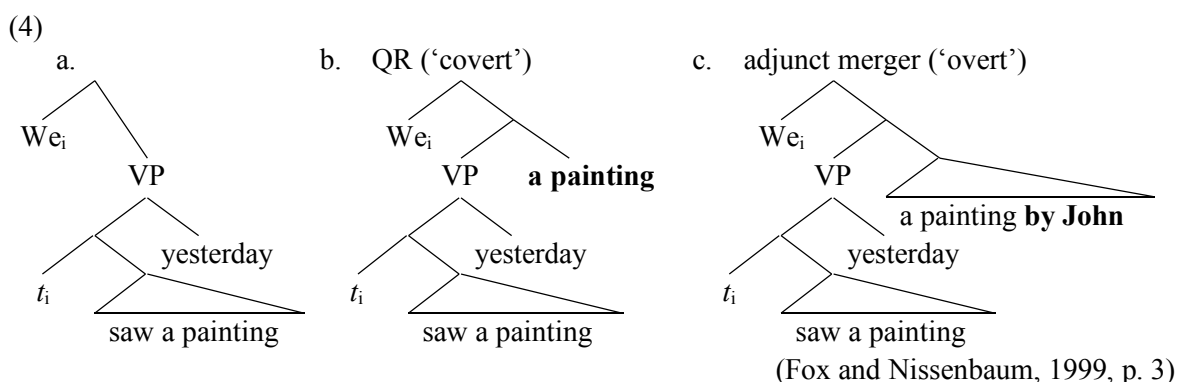 (4)
a. b. QR (‘covert’) c. adjunct merger (‘overt’)
Weᵢ Weᵢ Weᵢ
VP VP a painting VP
a painting by John
yesterday yesterday yesterday
tᵢ tᵢ tᵢ
saw a painting saw a painting saw a painting
(Fox and Nissenbaum, 1999, p. 3)